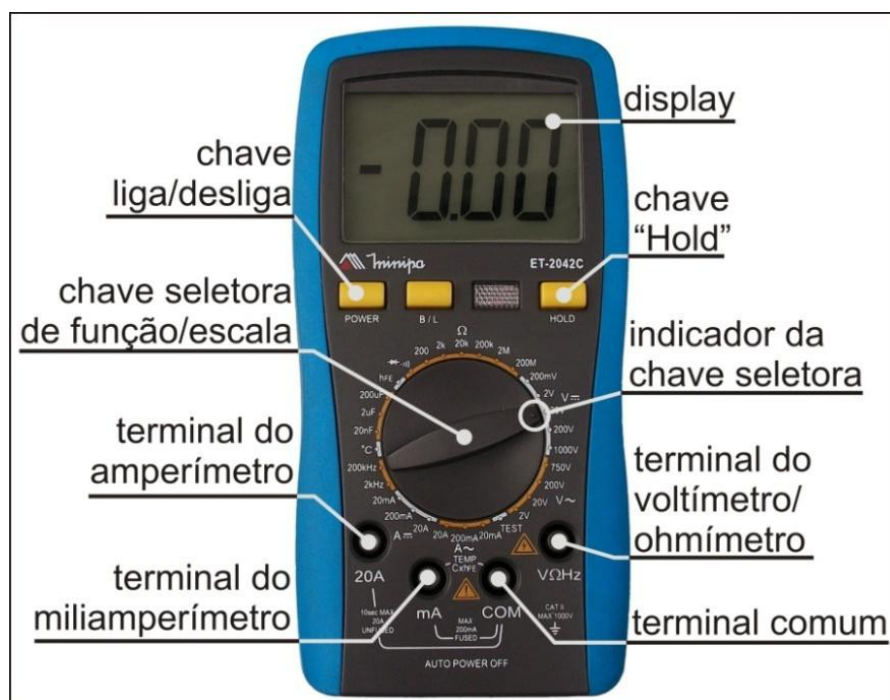 display
chave
liga/desliga
chave
“Hold”
chave seletora
de função/escala
indicador da
chave seletora
terminal do
amperímetro
terminal do
voltímetro/
ohmímetro
terminal do
miliamperímetro
terminal comum
- 0.00
minipa
ET-2042C
POWER
B / L
HOLD
Ω
200
2k
20k
200k
2M
200M
200mV
2V
V
200V
1000V
750V
200V
20V
V~
2V
TEST
20mA
200mA
20A
A~
20A
A
200mA
20mA
2kHz
200kHz
°C
20nF
2uF
200uF
hFE
TEMP
CxhFE
20A
mA
COM
VΩHz
10sec MAX
20A
UNFUSED
MAX
200mA
FUSED
CAT II
MAX 1000V
AUTO POWER OFF